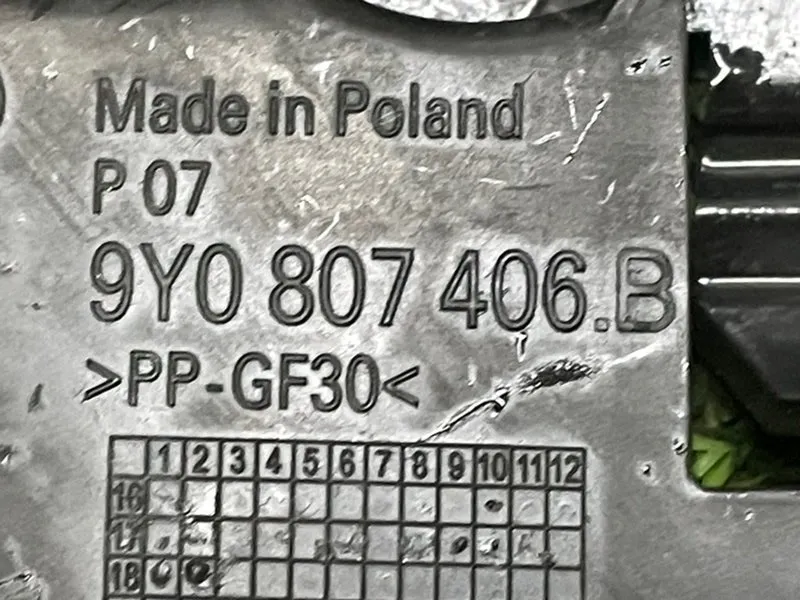 Made in Poland
P 07
9Y0 807 406.B
>PP-GF30<
1 2 3 4 5 6 7 8 9 10 11 12
16
17
18